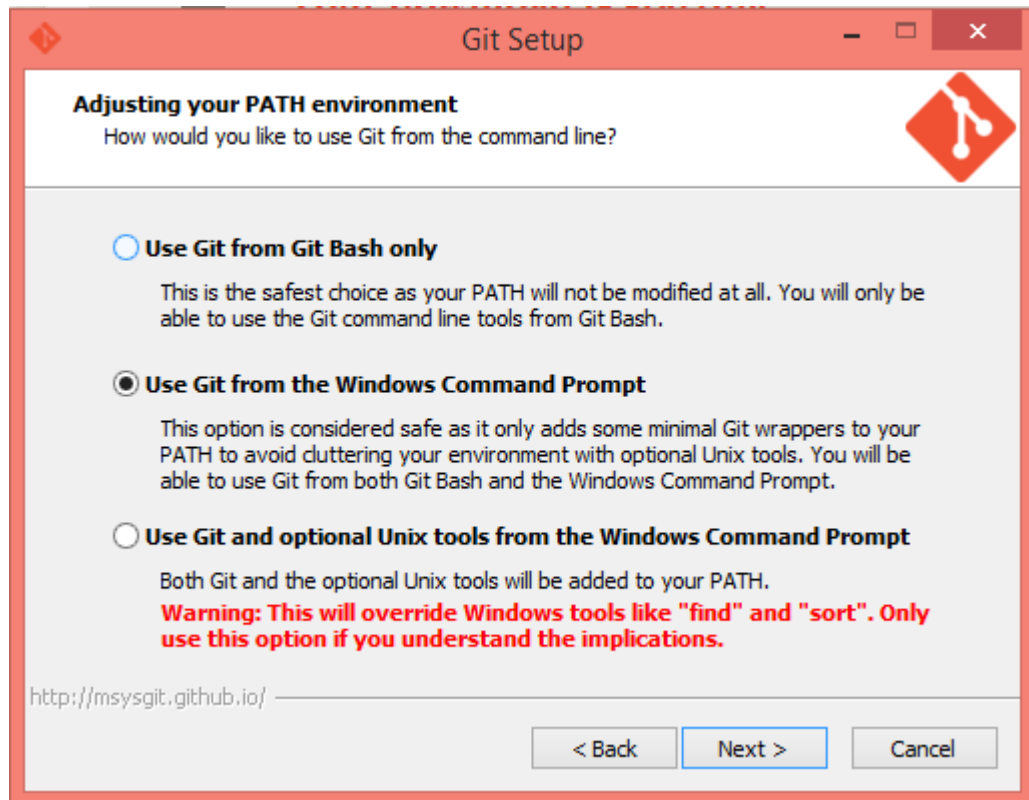 Git Setup
Adjusting your PATH environment
How would you like to use Git from the command line?
Use Git from Git Bash only
This is the safest choice as your PATH will not be modified at all. You will only be
able to use the Git command line tools from Git Bash.
Use Git from the Windows Command Prompt
This option is considered safe as it only adds some minimal Git wrappers to your
PATH to avoid cluttering your environment with optional Unix tools. You will be
able to use Git from both Git Bash and the Windows Command Prompt.
Use Git and optional Unix tools from the Windows Command Prompt
Both Git and the optional Unix tools will be added to your PATH.
Warning: This will override Windows tools like "find" and "sort". Only
use this option if you understand the implications.
http://msysgit.github.io/
< Back
Next >
Cancel